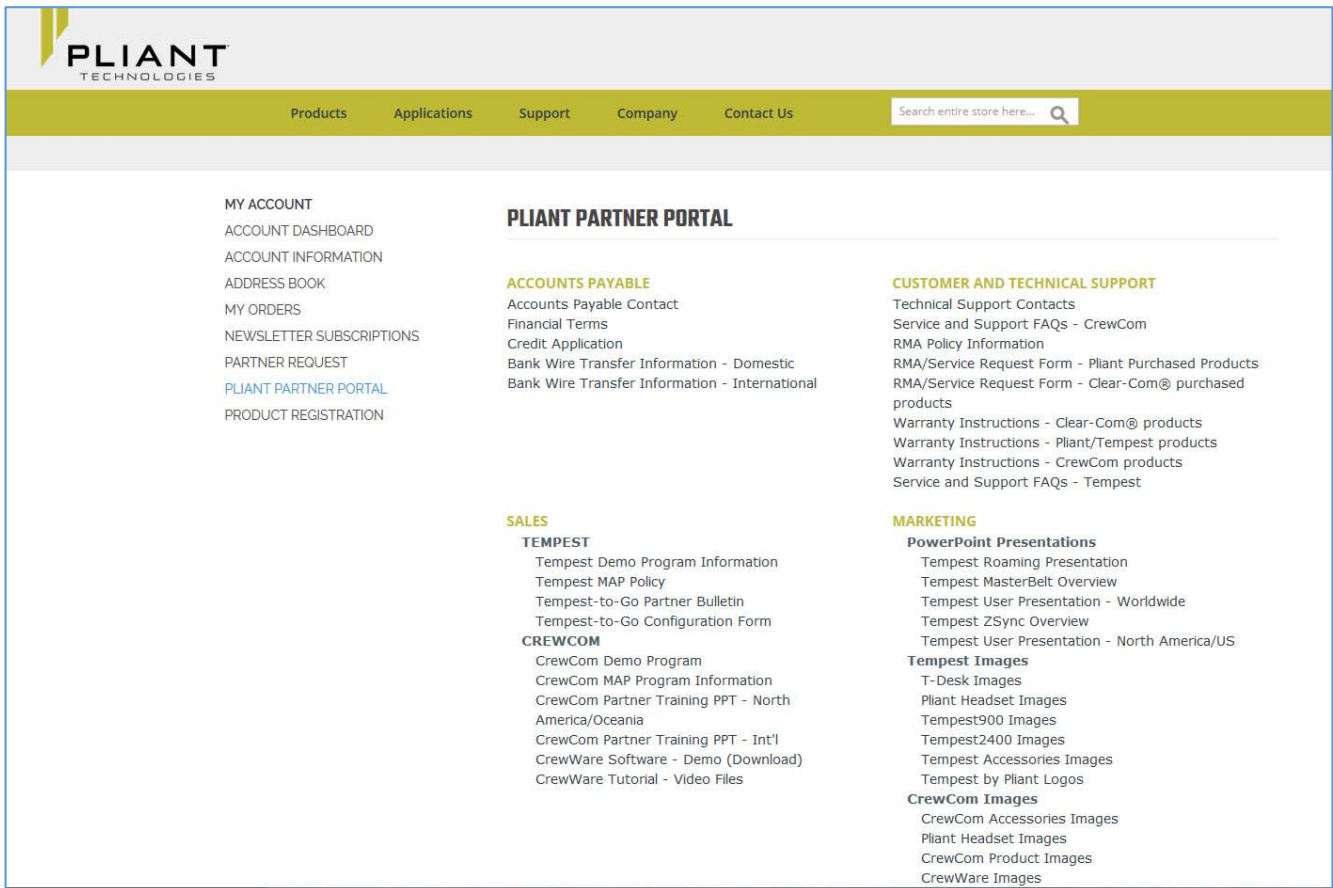 PLIANT
TECHNOLOGIES
Products Applications Support Company Contact Us Search entire store here...
MY ACCOUNT
ACCOUNT DASHBOARD
ACCOUNT INFORMATION
ADDRESS BOOK
MY ORDERS
NEWSLETTER SUBSCRIPTIONS
PARTNER REQUEST
PLIANT PARTNER PORTAL
PRODUCT REGISTRATION
PLIANT PARTNER PORTAL
ACCOUNTS PAYABLE
Accounts Payable Contact
Financial Terms
Credit Application
Bank Wire Transfer Information - Domestic
Bank Wire Transfer Information - International
CUSTOMER AND TECHNICAL SUPPORT
Technical Support Contacts
Service and Support FAQs - CrewCom
RMA Policy Information
RMA/Service Request Form - Pliant Purchased Products
RMA/Service Request Form - Clear-Com® purchased
products
Warranty Instructions - Clear-Com® products
Warranty Instructions - Pliant/Tempest products
Warranty Instructions - CrewCom products
Service and Support FAQs - Tempest
SALES
TEMPEST
Tempest Demo Program Information
Tempest MAP Policy
Tempest-to-Go Partner Bulletin
Tempest-to-Go Configuration Form
CREWCOM
CrewCom Demo Program
CrewCom MAP Program Information
CrewCom Partner Training PPT - North
America/Oceania
CrewCom Partner Training PPT - Int'l
CrewWare Software - Demo (Download)
CrewWare Tutorial - Video Files
MARKETING
PowerPoint Presentations
Tempest Roaming Presentation
Tempest MasterBelt Overview
Tempest User Presentation - Worldwide
Tempest ZSync Overview
Tempest User Presentation - North America/US
Tempest Images
T-Desk Images
Pliant Headset Images
Tempest900 Images
Tempest2400 Images
Tempest Accessories Images
Tempest by Pliant Logos
CrewCom Images
CrewCom Accessories Images
Pliant Headset Images
CrewCom Product Images
CrewWare Images